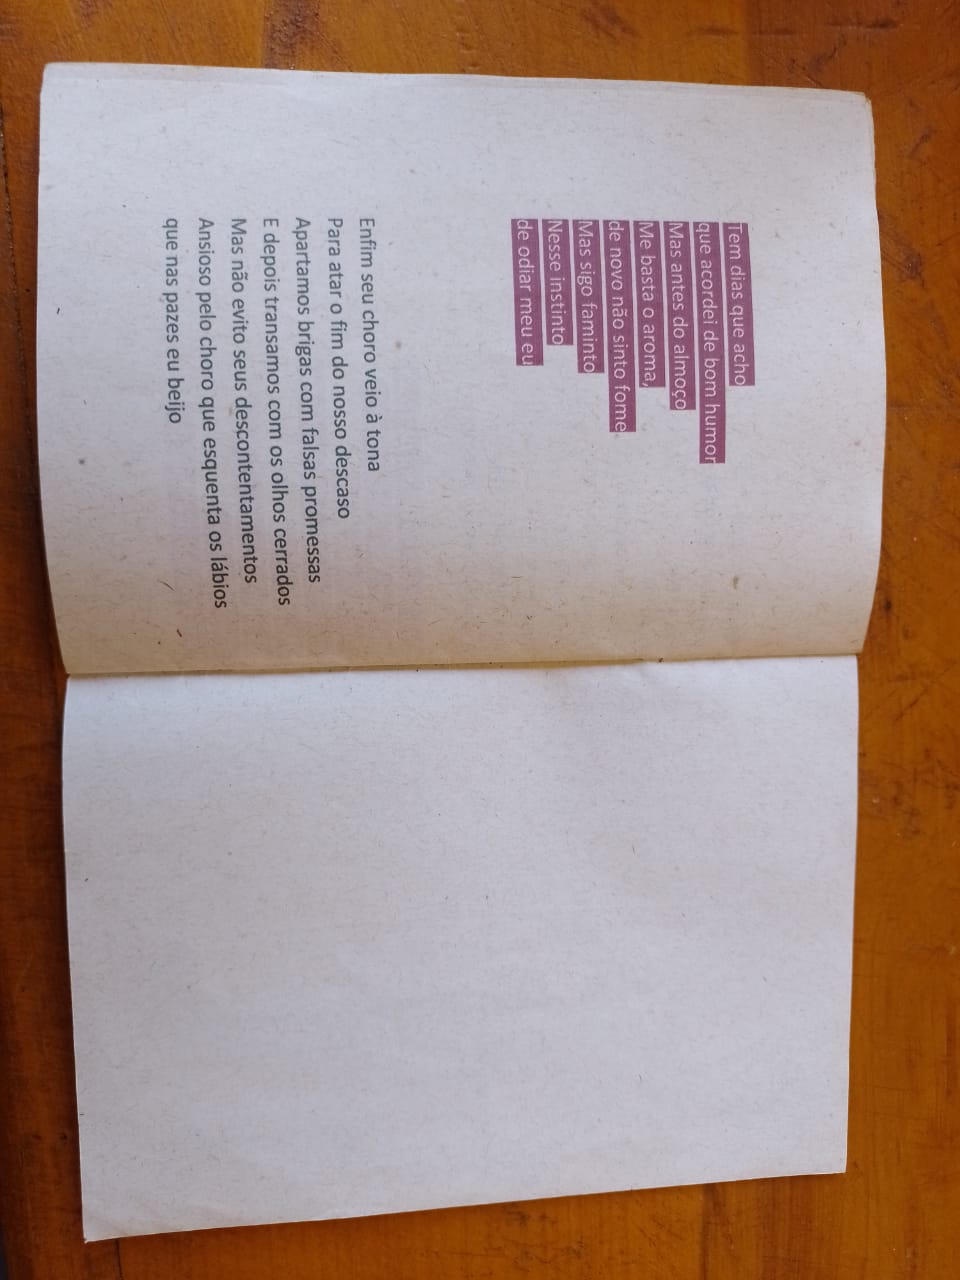 Tem dias que acho
que acordei de bom humor
Mas antes do almoço
Me basta o aroma,
de novo não sinto fome
Mas sigo faminto
Nesse instinto
de odiar meu eu
Enfim seu choro veio à tona
Para atar o fim do nosso descaso
Apartamos brigas com falsas promessas
E depois transamos com os olhos cerrados
Mas não evito seus descontentamentos
Ansioso pelo choro que esquenta os lábios
que nas pazes eu beijo